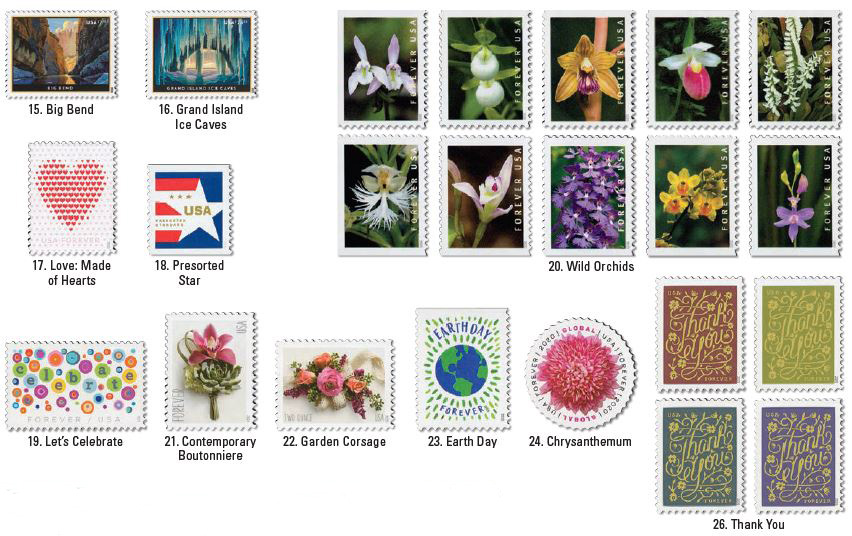 USA
BIG BEND
15. Big Bend
USA
GRAND ISLAND ICE CAVES
16. Grand Island
Ice Caves
FOREVER USA
FOREVER USA
FOREVER USA
FOREVER USA
FOREVER USA
FOREVER USA
FOREVER USA
FOREVER USA
FOREVER USA
FOREVER USA
20. Wild Orchids
USA FOREVER
17. Love: Made
of Hearts
USA
PRESORTED
STANDARD
18. Presorted
Star
celebrate
FOREVER / USA
19. Let's Celebrate
USA
FOREVER
21. Contemporary
Boutonniere
TWO OUNCE
USA
22. Garden Corsage
EARTH DAY
FOREVER
23. Earth Day
GLOBAL / USA / FOREVER / 2020 / GLOBAL / USA / FOREVER / 2020 /
24. Chrysanthemum
USA
Thank
You
FOREVER
USA
Thank
You
FOREVER
USA
Thank
You
FOREVER
USA
Thank
You
FOREVER
26. Thank You